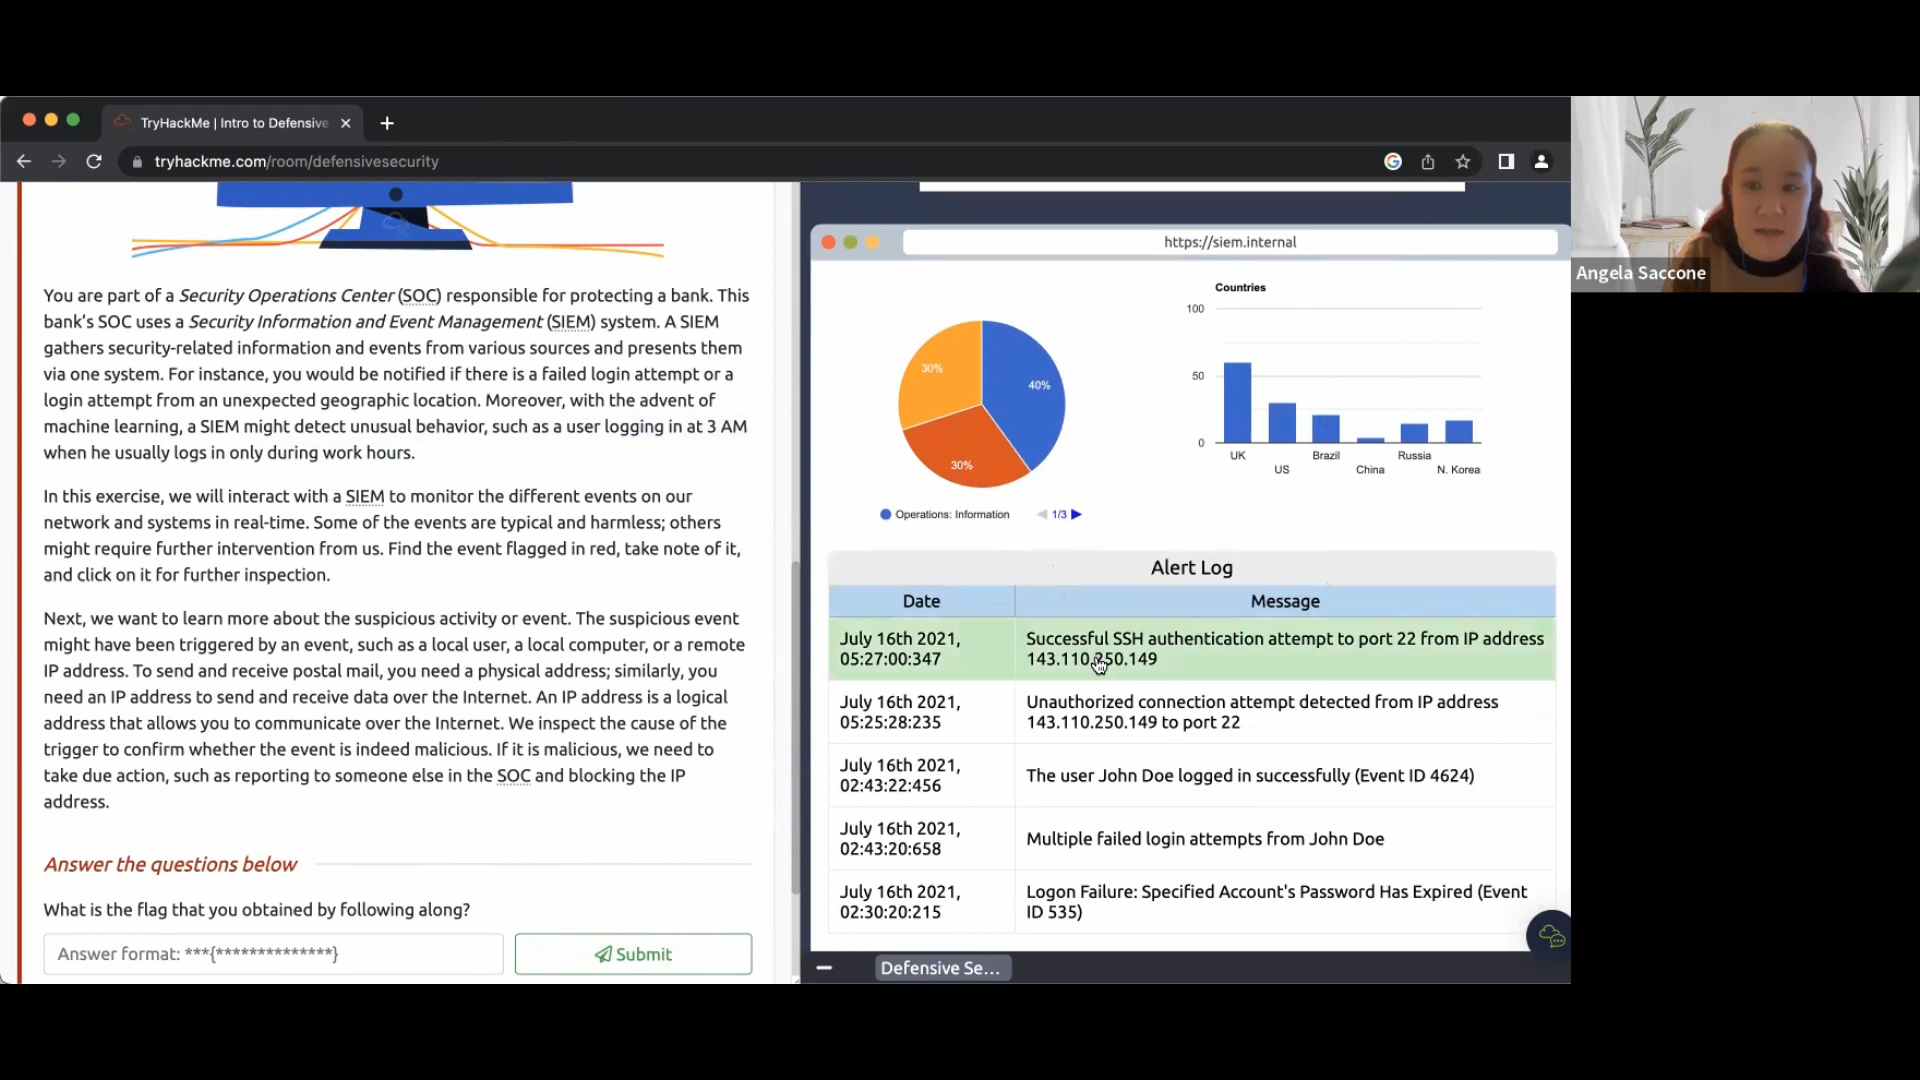 TryHackMe | Intro to Defensive
tryhackme.com/room/defensivesecurity
You are part of a Security Operations Center (SOC) responsible for protecting a bank. This
bank's SOC uses a Security Information and Event Management (SIEM) system. A SIEM
gathers security-related information and events from various sources and presents them
via one system. For instance, you would be notified if there is a failed login attempt or a
login attempt from an unexpected geographic location. Moreover, with the advent of
machine learning, a SIEM might detect unusual behavior, such as a user logging in at 3 AM
when he usually logs in only during work hours.
In this exercise, we will interact with a SIEM to monitor the different events on our
network and systems in real-time. Some of the events are typical and harmless; others
might require further intervention from us. Find the event flagged in red, take note of it,
and click on it for further inspection.
Next, we want to learn more about the suspicious activity or event. The suspicious event
might have been triggered by an event, such as a local user, a local computer, or a remote
IP address. To send and receive postal mail, you need a physical address; similarly, you
need an IP address to send and receive data over the Internet. An IP address is a logical
address that allows you to communicate over the Internet. We inspect the cause of the
trigger to confirm whether the event is indeed malicious. If it is malicious, we need to
take due action, such as reporting to someone else in the SOC and blocking the IP
address.
Answer the questions below
What is the flag that you obtained by following along?
Answer format: ***{**************}
Submit
https://siem.internal
30%
40%
30%
Operations: Information
1/3
Countries
100
50
0
UK
US
Brazil
China
Russia
N. Korea
Alert Log
Date Message
July 16th 2021, Successful SSH authentication attempt to port 22 from IP address
05:27:00:347 143.110.250.149
July 16th 2021, Unauthorized connection attempt detected from IP address
05:25:28:235 143.110.250.149 to port 22
July 16th 2021,
02:43:22:456 The user John Doe logged in successfully (Event ID 4624)
July 16th 2021,
02:43:20:658 Multiple failed login attempts from John Doe
July 16th 2021, Logon Failure: Specified Account's Password Has Expired (Event
02:30:20:215 ID 535)
Defensive Se...
Angela Saccone